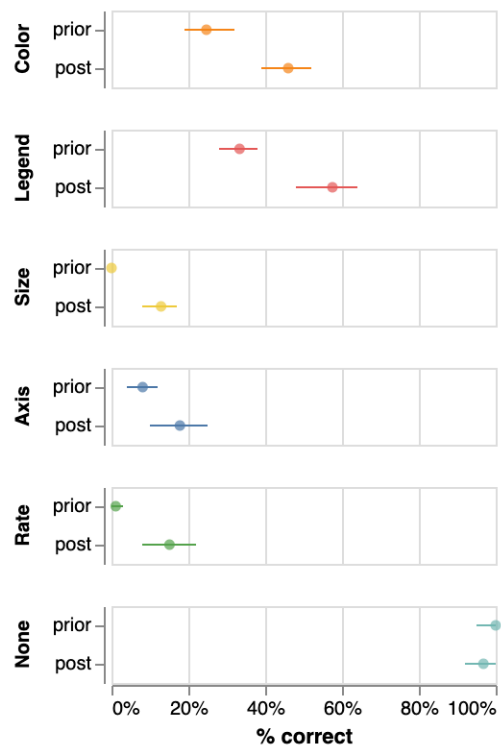 Color
prior
post
Legend
prior
post
Size
prior
post
Axis
prior
post
Rate
prior
post
None
prior
post
0% 20% 40% 60% 80% 100%
% correct